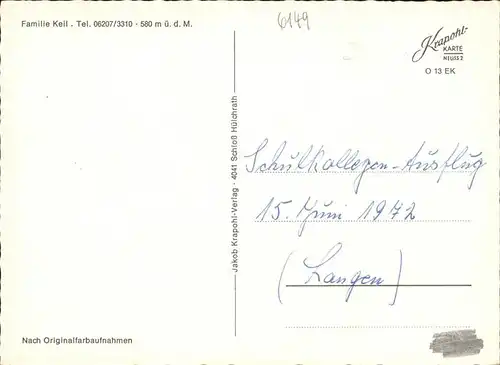 Familie Keil . Tel. 06207/3310 - 580 m ü. d. M.
6149
Krapohl-
KARTE
NEUSS 2
O 13 EK
Jakob Krapohl-Verlag - 4041 Schloß Hülchrath
Schulkollegen-Ausflug
15. Juni 1972
(Langen)
Nach Originalfarbaufnahmen